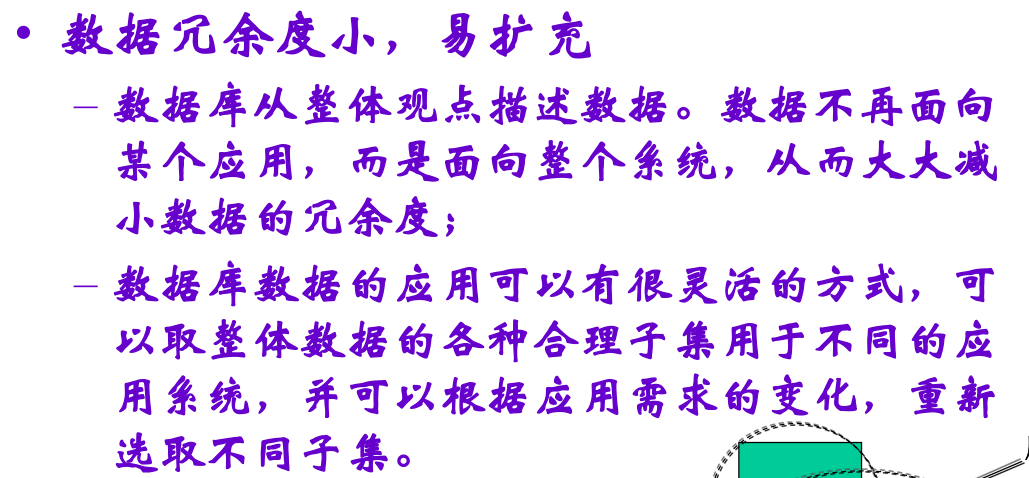 • 数据冗余度小，易扩充
– 数据库从整体观点描述数据。数据不再面向
某个应用，而是面向整个系统，从而大大减
小数据的冗余度；
– 数据库数据的应用可以有很灵活的方式，可
以取整体数据的各种合理子集用于不同的应
用系统，并可以根据应用需求的变化，重新
选取不同子集。